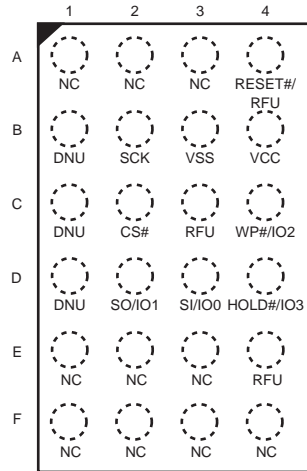 1 2 3 4
A
NC NC NC RESET#/
RFU
B
DNU SCK VSS VCC
C
DNU CS# RFU WP#/IO2
D
DNU SO/IO1 SI/IO0 HOLD#/IO3
E
NC NC NC RFU
F
NC NC NC NC